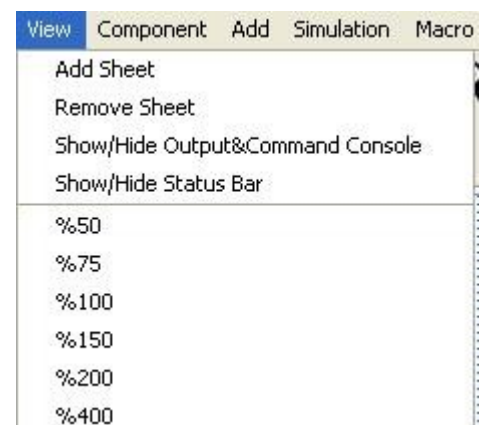 View Component Add Simulation Macro
Add Sheet
Remove Sheet
Show/Hide Output&Command Console
Show/Hide Status Bar
%50
%75
%100
%150
%200
%400